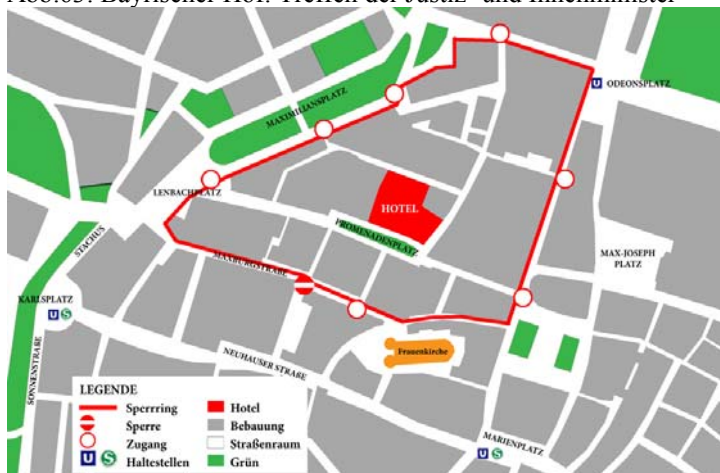 Abb.05: Bayrischer Hof: Treffen der Justiz- und Innenminister
MAXIMILIANSPLATZ
U ODEONSPLATZ
LENBACHPLATZ
HOTEL
PROMENADENPLATZ
STACHUS
MAXBURGSTRAßE
MAX-JOSEPH
PLATZ
KARLSPLATZ
U S
SONNENSTRAßE
NEUHAUSER STRAßE
Frauenkirche
MARIENPLATZ
U S
LEGENDE
Sperrring
Hotel
Sperre
Bebauung
Zugang
Straßenraum
U S Haltestellen
Grün